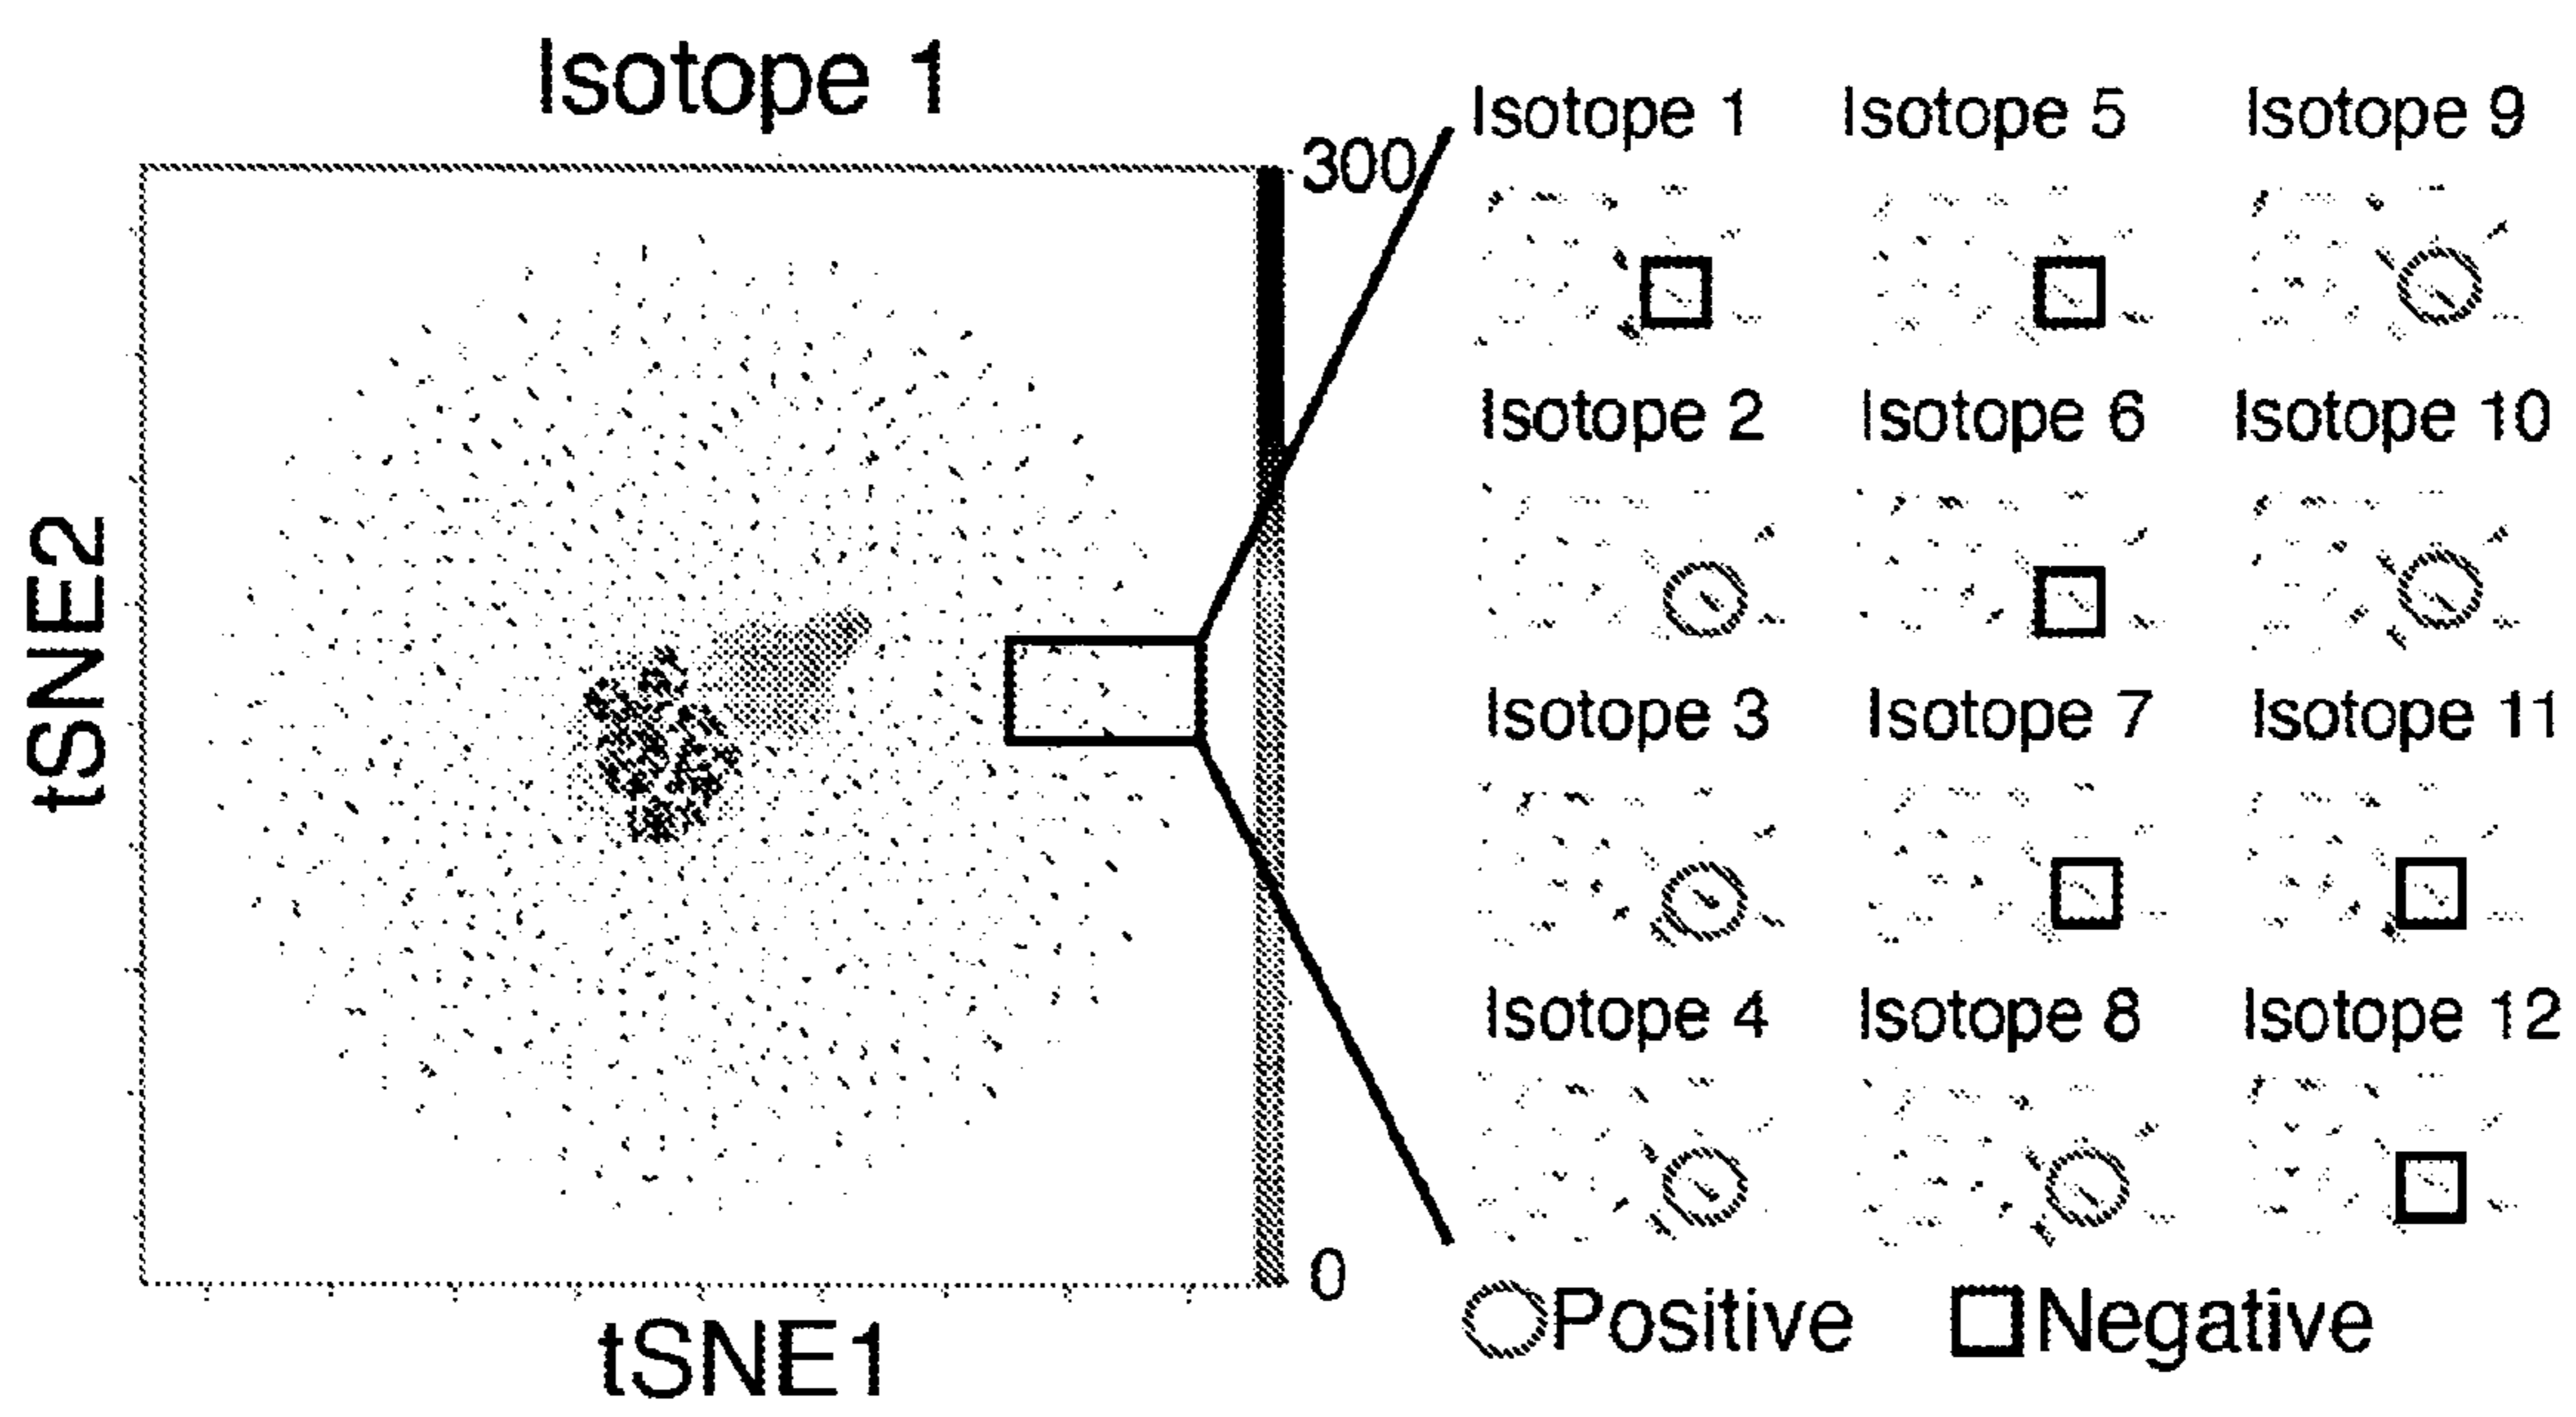 Isotope 1
300
0
tSNE2
tSNE1
Isotope 1
Isotope 5
Isotope 9
Isotope 2
Isotope 6
Isotope 10
Isotope 3
Isotope 7
Isotope 11
Isotope 4
Isotope 8
Isotope 12
Positive
Negative